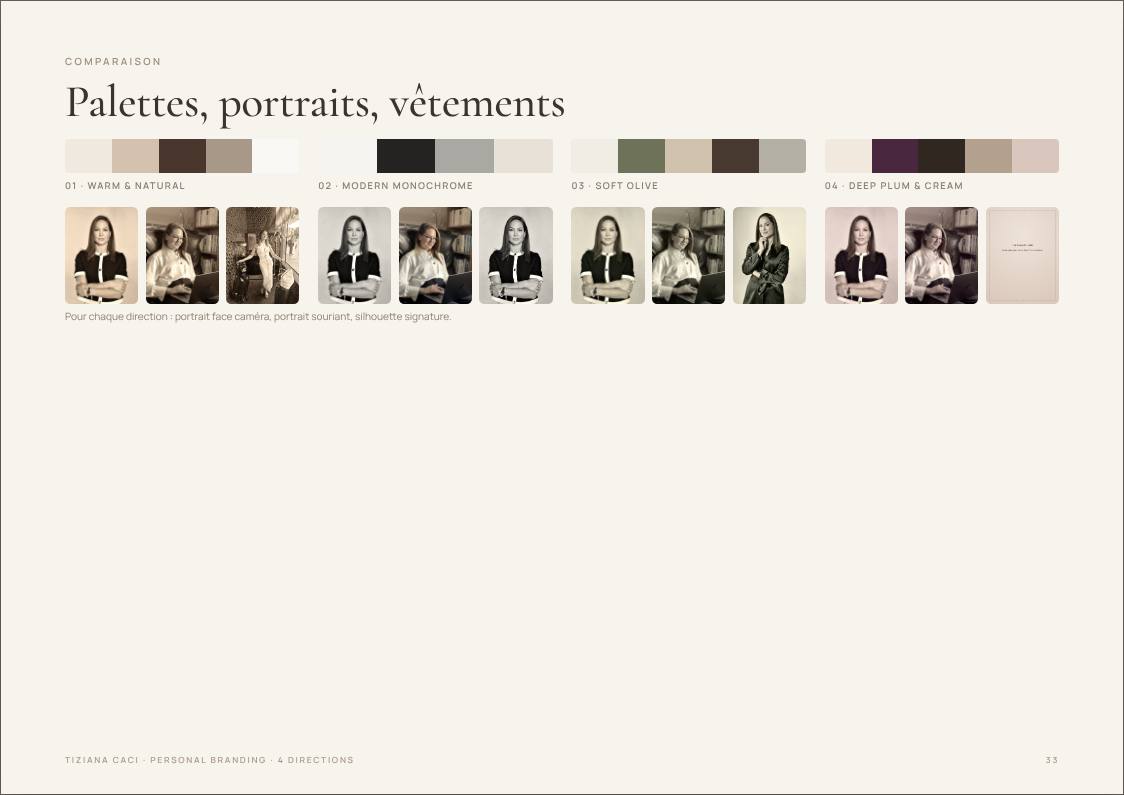 COMPARAISON
Palettes, portraits, vêtements
01 · WARM & NATURAL
02 · MODERN MONOCHROME
03 · SOFT OLIVE
04 · DEEP PLUM & CREAM
Pour chaque direction : portrait face caméra, portrait souriant, silhouette signature.
TIZIANA CACI · PERSONAL BRANDING · 4 DIRECTIONS
33